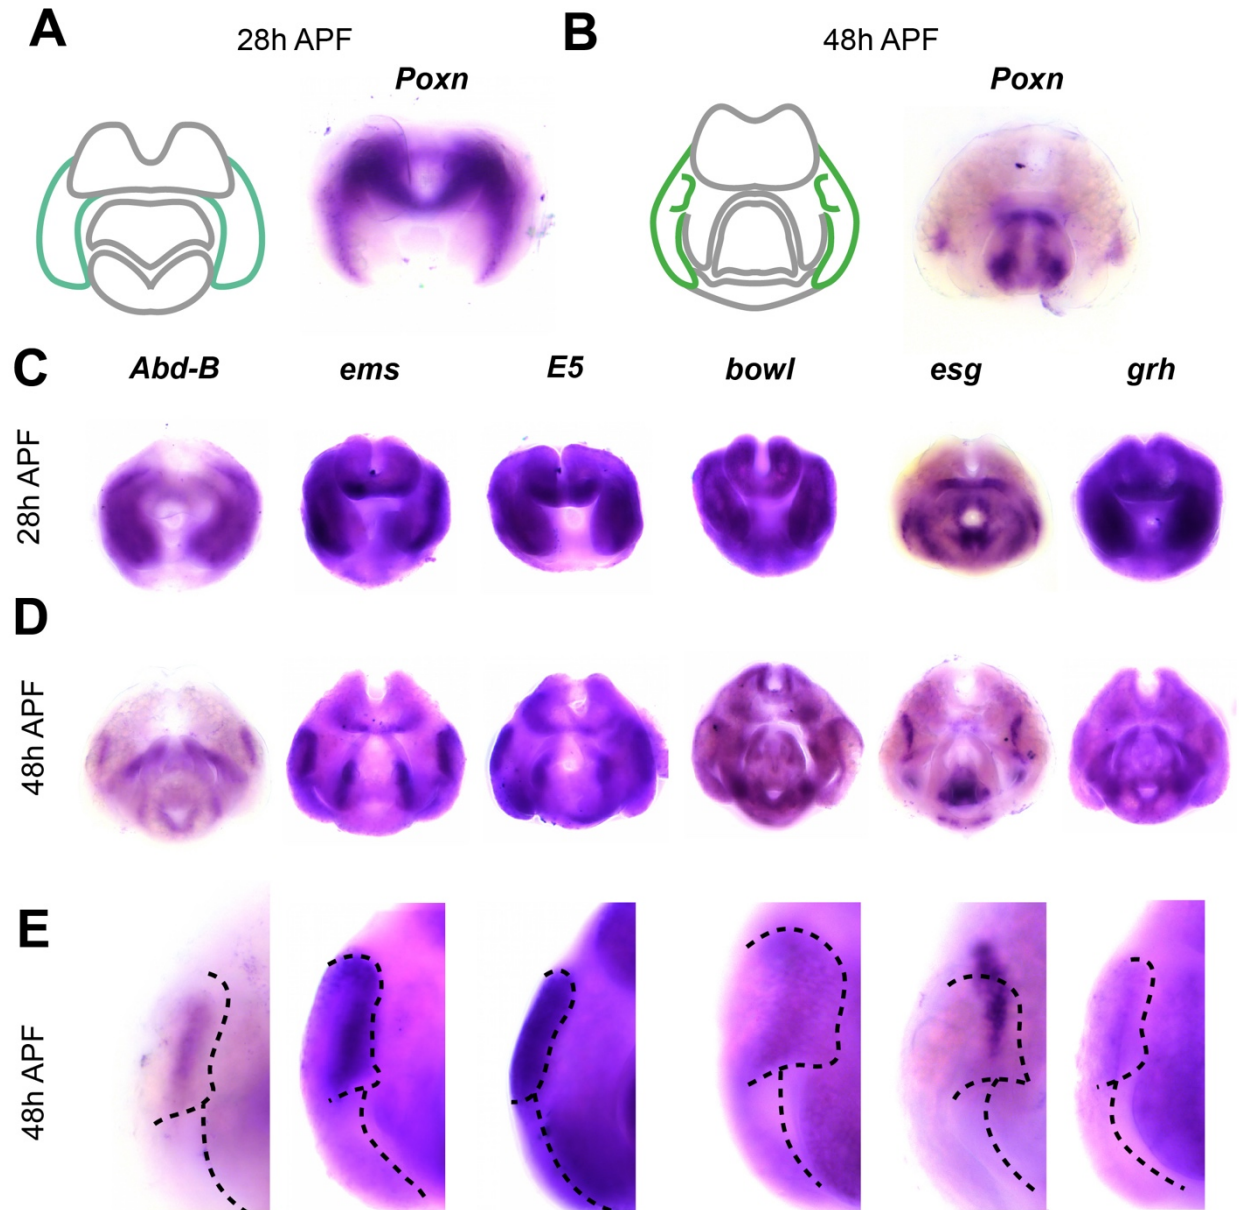 A
28h APF
Poxn
B
48h APF
Poxn
C
Abd-B ems E5 bowl esg grh
28h APF
D
48h APF
E
48h APF